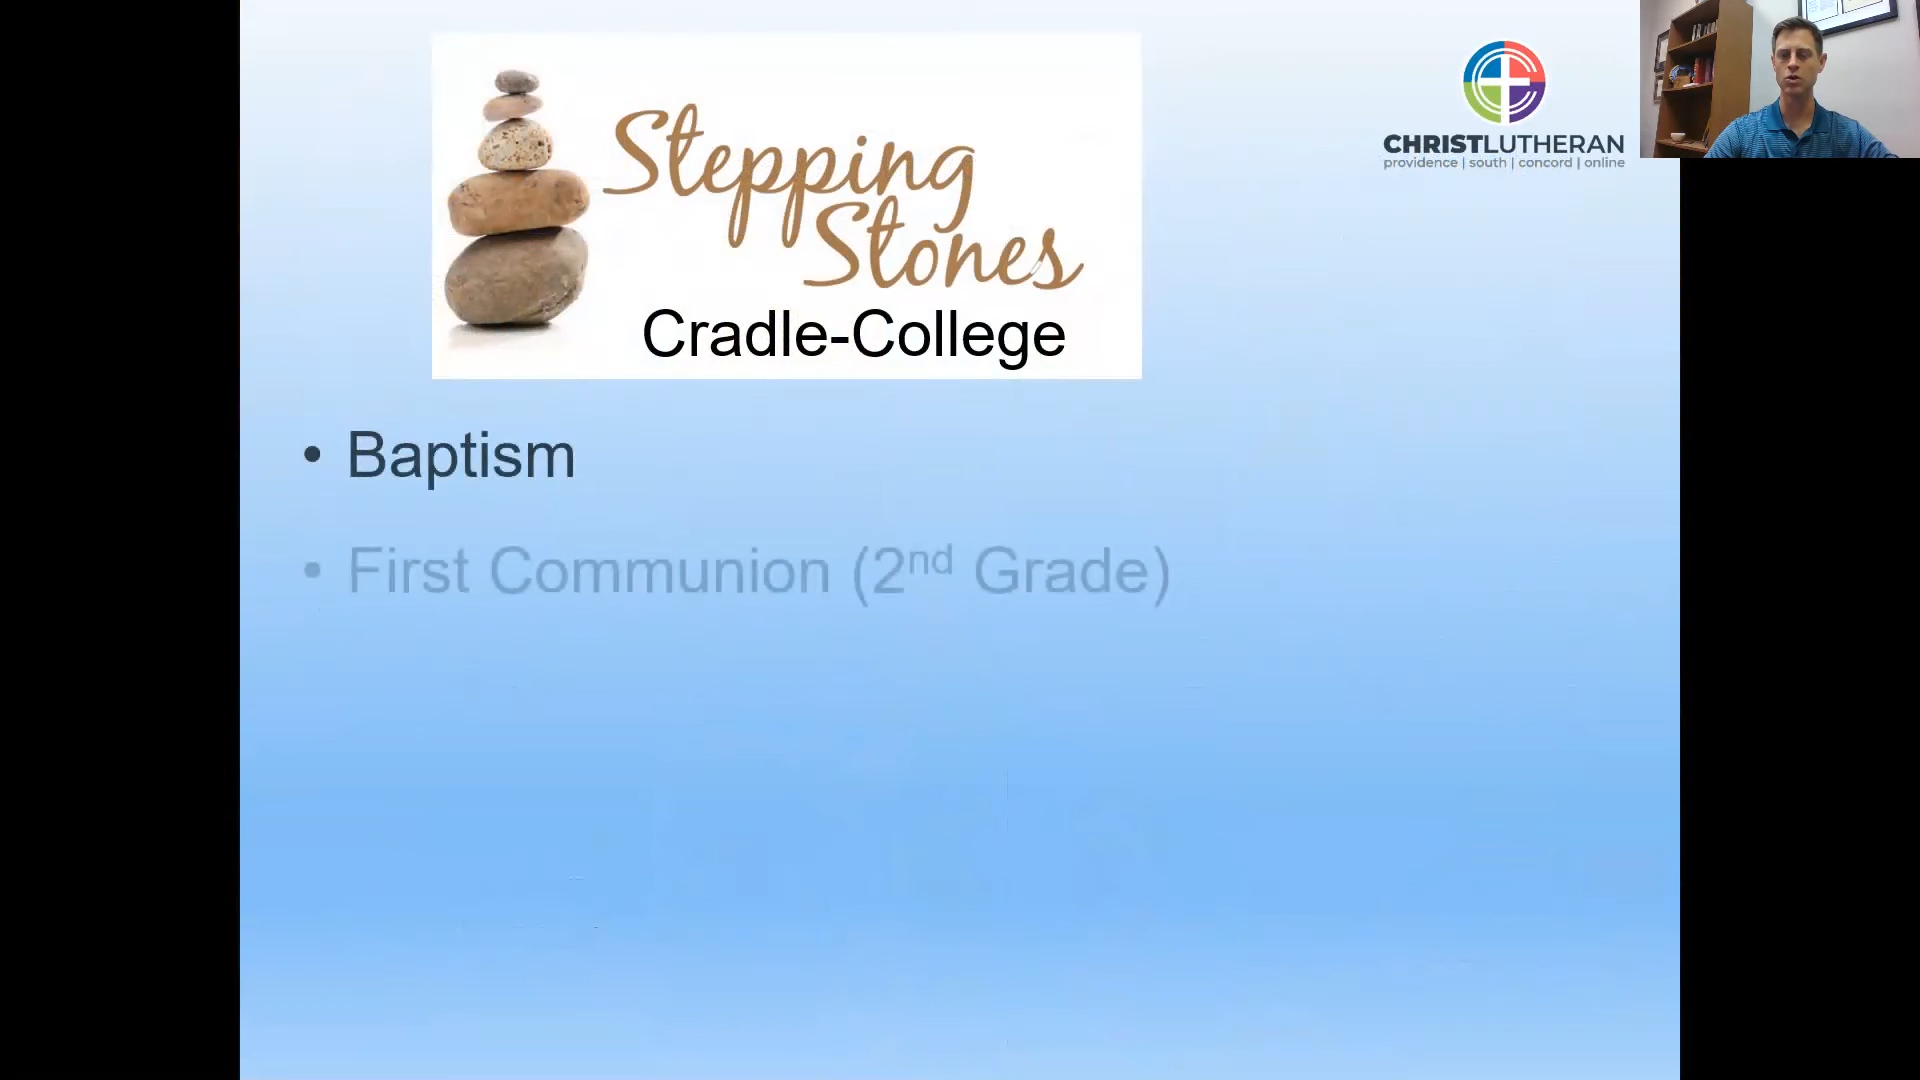 Stepping
Stones
Cradle-College
CHRISTLUTHERAN
providence | south | concord | online
• Baptism
• First Communion (2nd Grade)